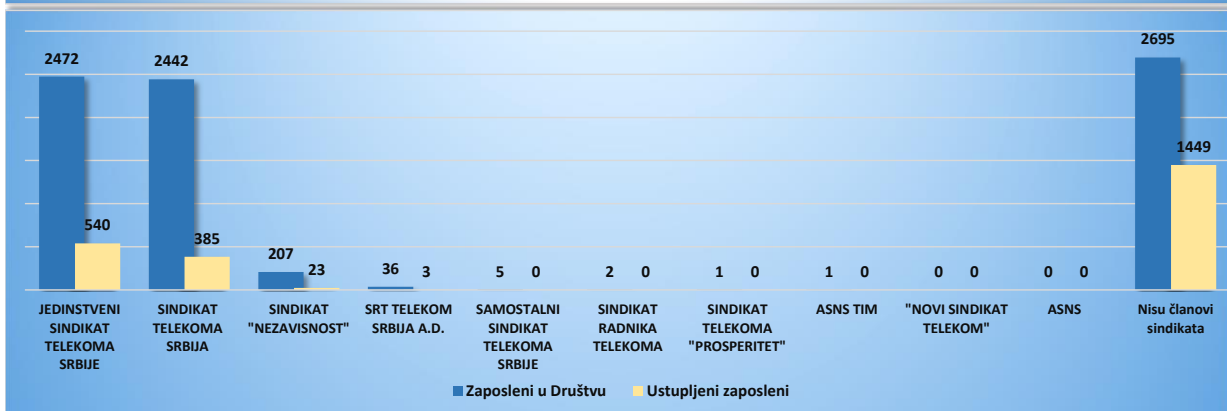 2472
540
2442
385
207
23
36
3
5
0
2
0
1
0
1
0
0
0
0
0
2695
1449
JEDINSTVENI
SINDIKAT
TELEKOMA
SRBIJE
SINDIKAT
TELEKOMA
SRBIJA
SINDIKAT
"NEZAVISNOST"
SRT TELEKOM
SRBIJA A.D.
SAMOSTALNI
SINDIKAT
TELEKOMA
SRBIJE
SINDIKAT
RADNIKA
TELEKOMA
SINDIKAT
TELEKOMA
"PROSPERITET"
ASNS TIM
"NOVI SINDIKAT
TELEKOM"
ASNS
Nisu članovi
sindikata
Zaposleni u Društvu
Ustupljeni zaposleni